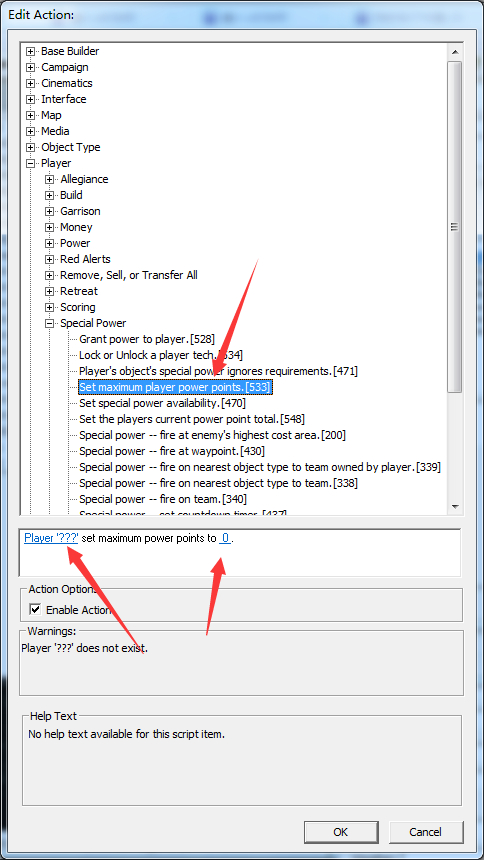 Edit Action:
Base Builder
Campaign
Cinematics
Interface
Map
Media
Object Type
Player
Allegiance
Build
Garrison
Money
Power
Red Alerts
Remove, Sell, or Transfer All
Retreat
Scoring
Special Power
Grant power to player.[528]
Lock or Unlock a player tech.[534]
Player's object's special power ignores requirements.[471]
Set maximum player power points.[533]
Set special power availability.[470]
Set the players current power point total.[548]
Special power -- fire at enemy's highest cost area.[200]
Special power -- fire at waypoint.[430]
Special power -- fire on nearest object type to team owned by player.[339]
Special power -- fire on nearest object type to team.[338]
Special power -- fire on team.[340]
Special power -- set countdown timer.[437]
Player '???' set maximum power points to 0 .
Action Options
Enable Action
Warnings:
Player '???' does not exist.
Help Text
No help text available for this script item.
OK
Cancel